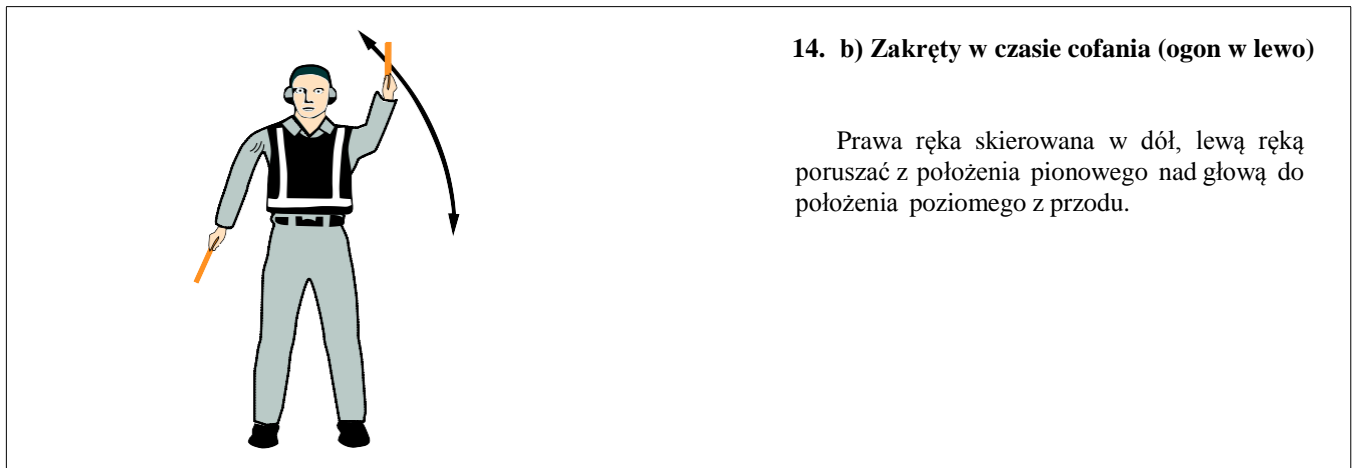 14. b) Zakręty w czasie cofania (ogon w lewo)
Prawa ręka skierowana w dół, lewą ręką
poruszać z położenia pionowego nad głową do
położenia poziomego z przodu.